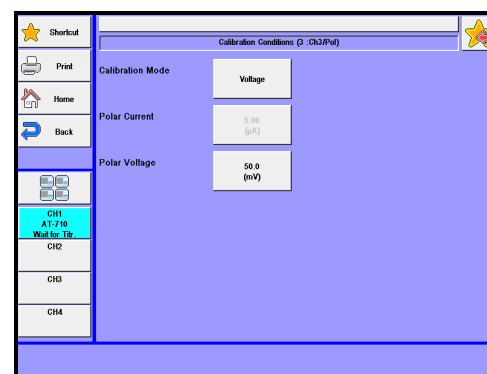 Shortcut
Calibration Conditions (3 :Ch3/Pol)
Print
Calibration Mode
Voltage
Home
Polar Current
5.00
(μA)
Back
Polar Voltage
50.0
(mV)
CH1
AT-710
Wait for Titr.
CH2
CH3
CH4